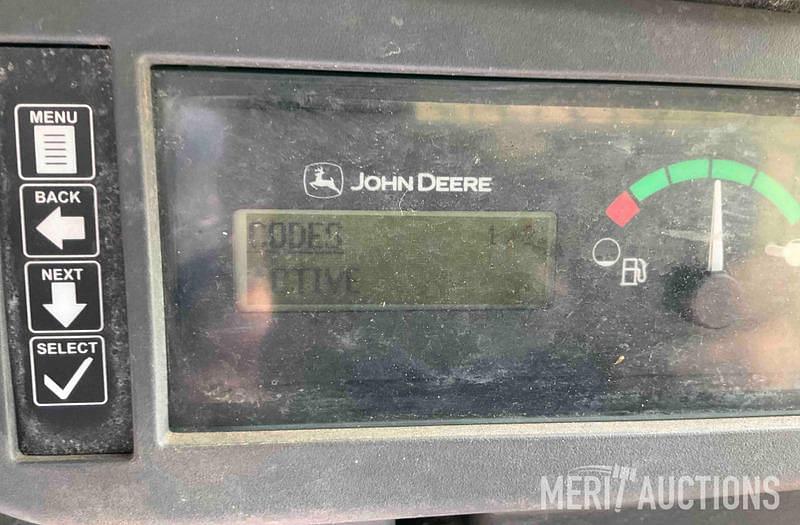 MENU
BACK
NEXT
SELECT
JOHN DEERE
CODES
ACTIVE
MERIT AUCTIONS